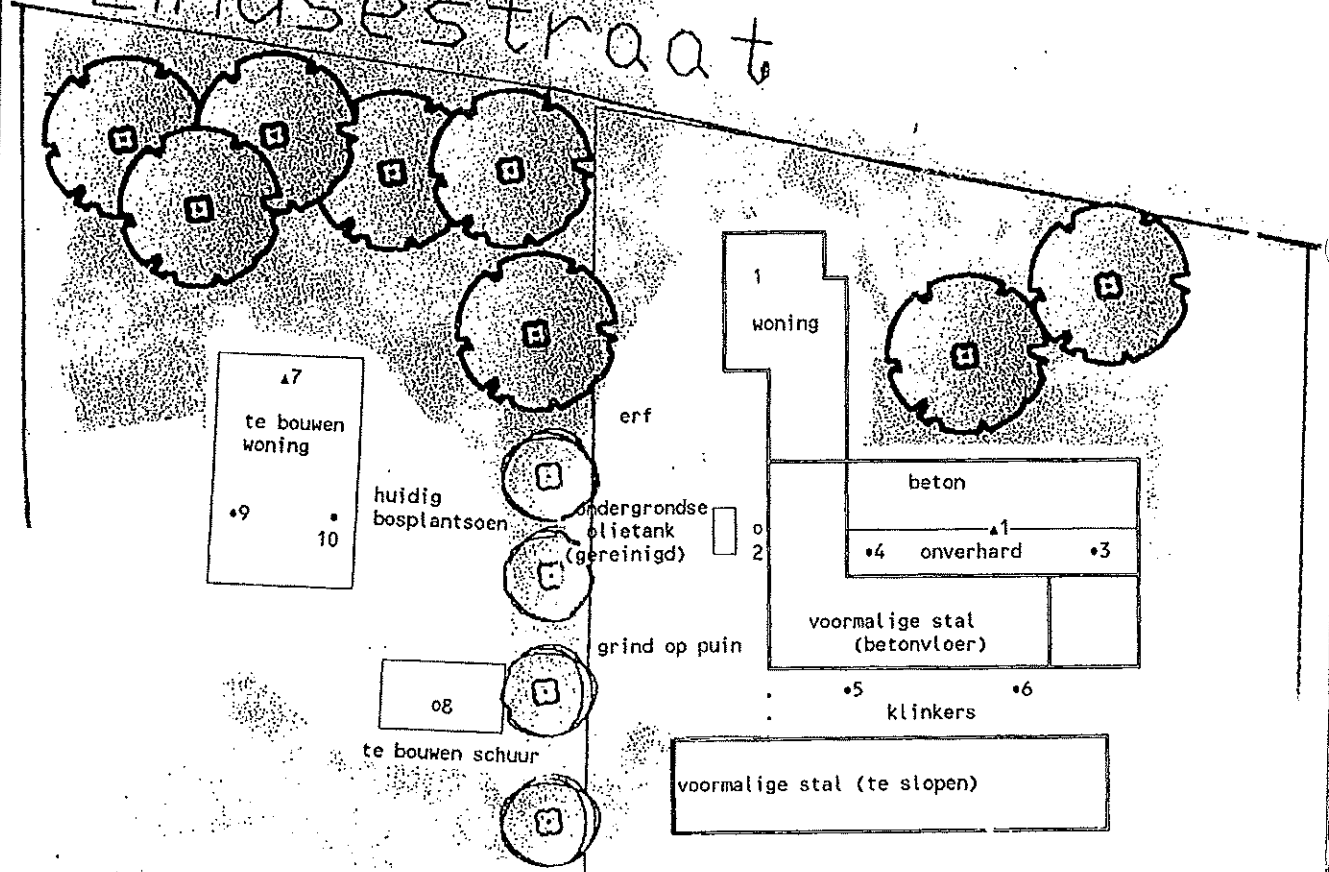 1
woning
▲7
te bouwen
woning
erf
beton
huidig
bosplantsoen
•9
10
ondergrondse
olietank
(gereinigd)
o
2
▲1
•4 onverhard •3
voormalige stal
(betonvloer)
grind op puin
•5
•6
klinkers
o8
te bouwen schuur
voormalige stal (te slopen)